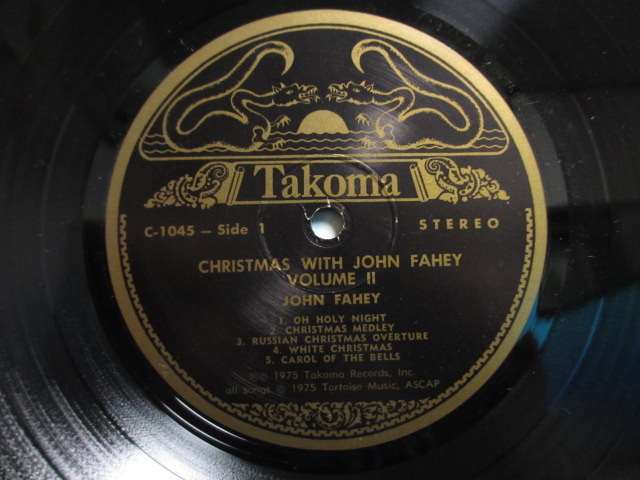 Takoma
C-1045 – Side 1 STEREO
CHRISTMAS WITH JOHN FAHEY
VOLUME II
JOHN FAHEY
1. OH HOLY NIGHT
2. CHRISTMAS MEDLEY
3. RUSSIAN CHRISTMAS OVERTURE
4. WHITE CHRISTMAS
5. CAROL OF THE BELLS
℗© 1975 Takoma Records, Inc.
all songs © 1975 Tortoise Music, ASCAP